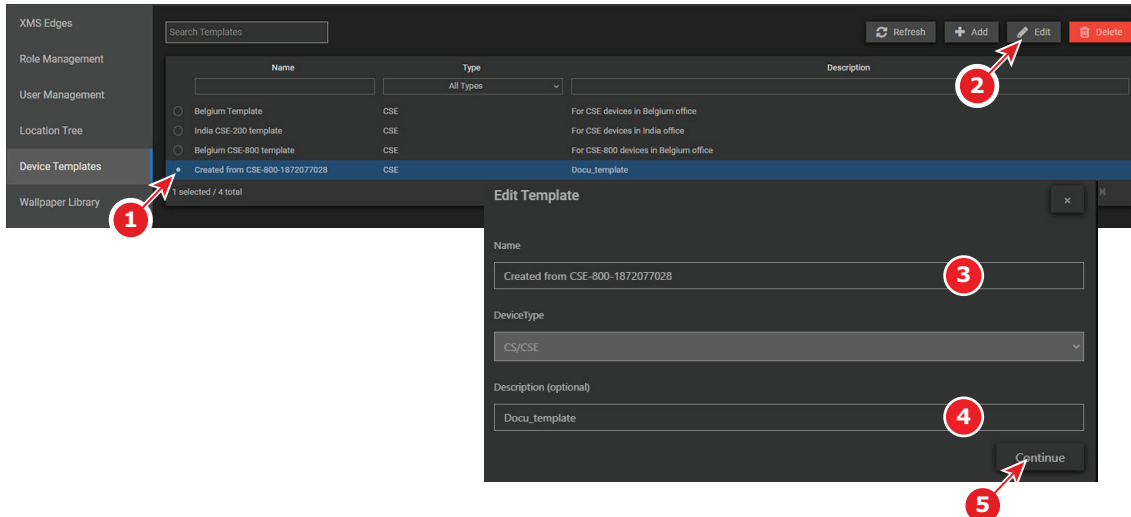 XMS Edges
Role Management
User Management
Location Tree
Device Templates
Wallpaper Library
Search Templates
Refresh
Add
Edit
Delete
Name Type Description
All Types
Belgium Template CSE For CSE devices in Belgium office
India CSE-200 template CSE For CSE devices in India office
Belgium CSE-800 template CSE For CSE-800 devices in Belgium office
Created from CSE-800-1872077028 CSE Docu_template
1 selected / 4 total
1
2
Edit Template
×
Name
Created from CSE-800-1872077028
3
DeviceType
CS/CSE
Description (optional)
Docu_template
4
Continue
5